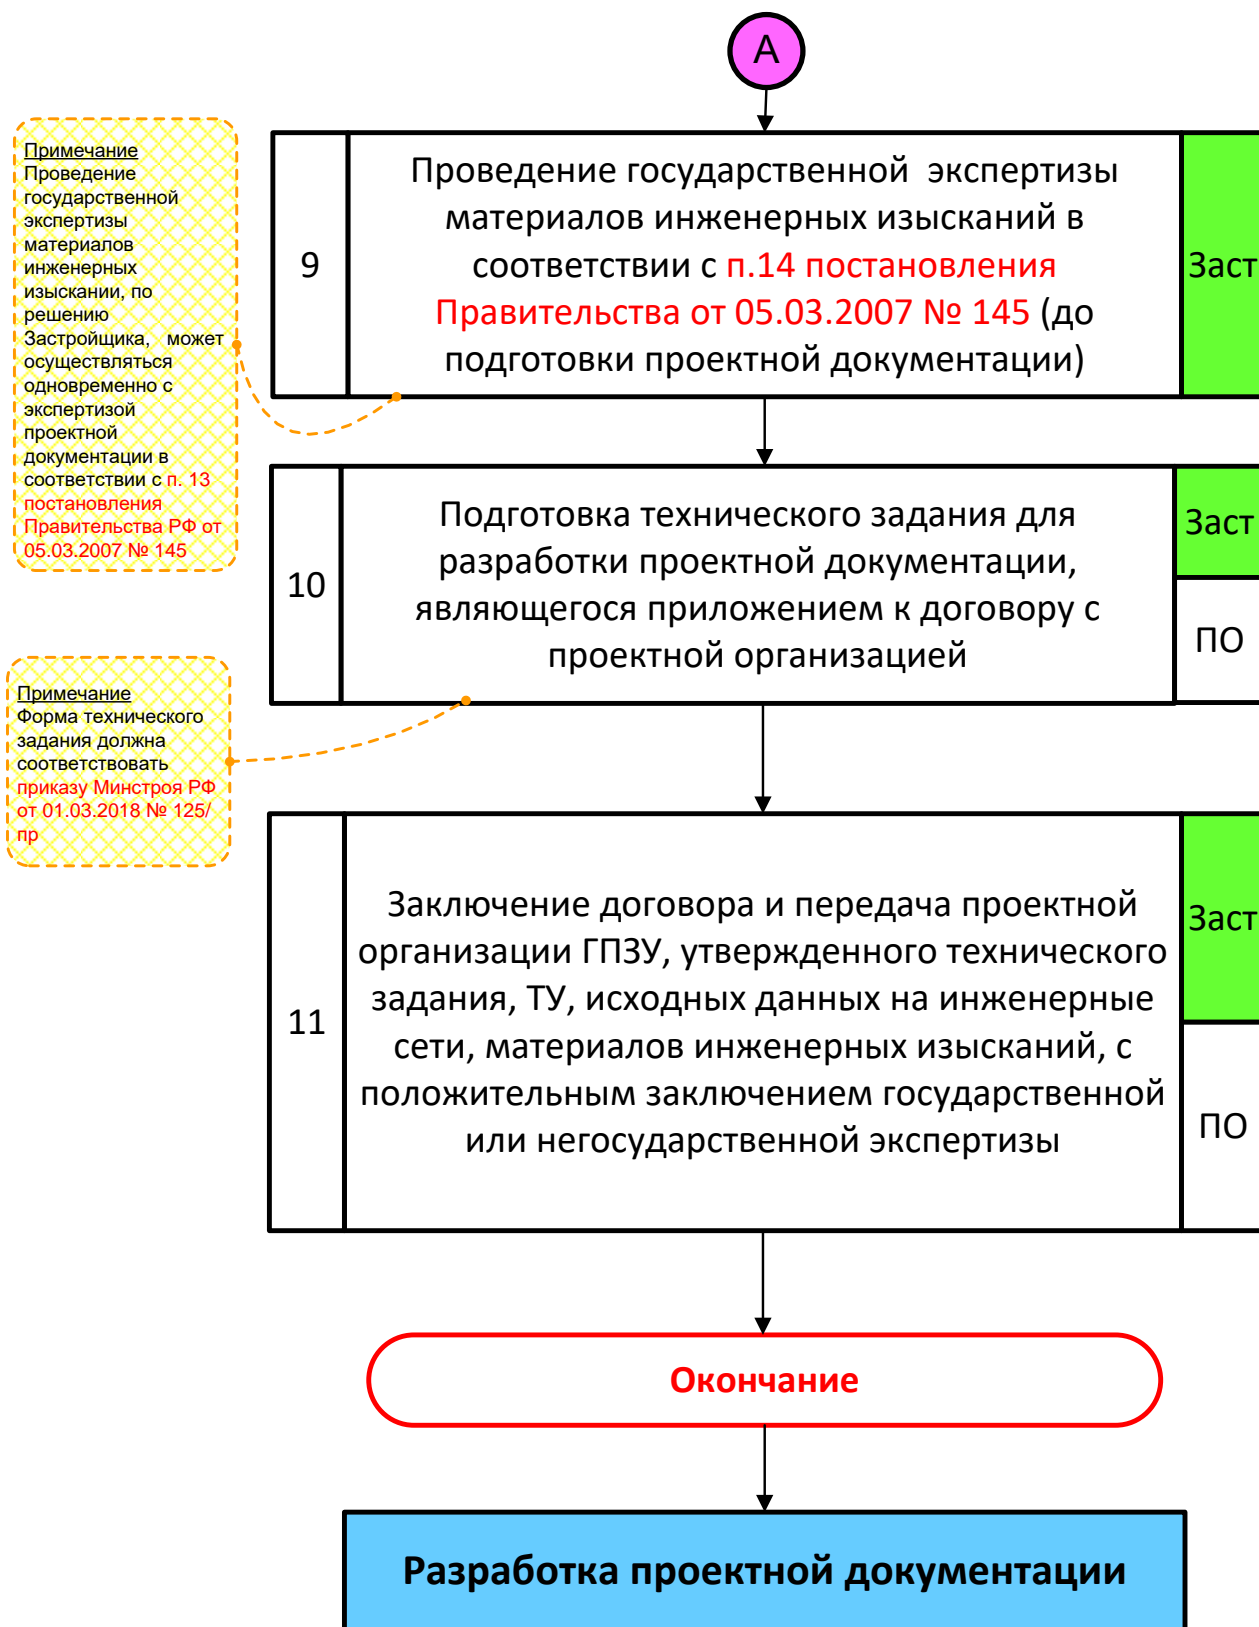 А
Примечание
Проведение
государственной
экспертизы
материалов
инженерных
изыскании, по
решению
Застройщика, может
осуществляться
одновременно с
экспертизой
проектной
документации в
соответствии с п. 13
постановления
Правительства РФ от
05.03.2007 № 145
9
Проведение государственной экспертизы
материалов инженерных изысканий в
соответствии с п.14 постановления
Правительства от 05.03.2007 № 145 (до
подготовки проектной документации)
Заст
10
Подготовка технического задания для
разработки проектной документации,
являющегося приложением к договору с
проектной организацией
Заст
ПО
Примечание
Форма технического
задания должна
соответствовать
приказу Минстроя РФ
от 01.03.2018 № 125/
пр
11
Заключение договора и передача проектной
организации ГПЗУ, утвержденного технического
задания, ТУ, исходных данных на инженерные
сети, материалов инженерных изысканий, с
положительным заключением государственной
или негосударственной экспертизы
Заст
ПО
Окончание
Разработка проектной документации